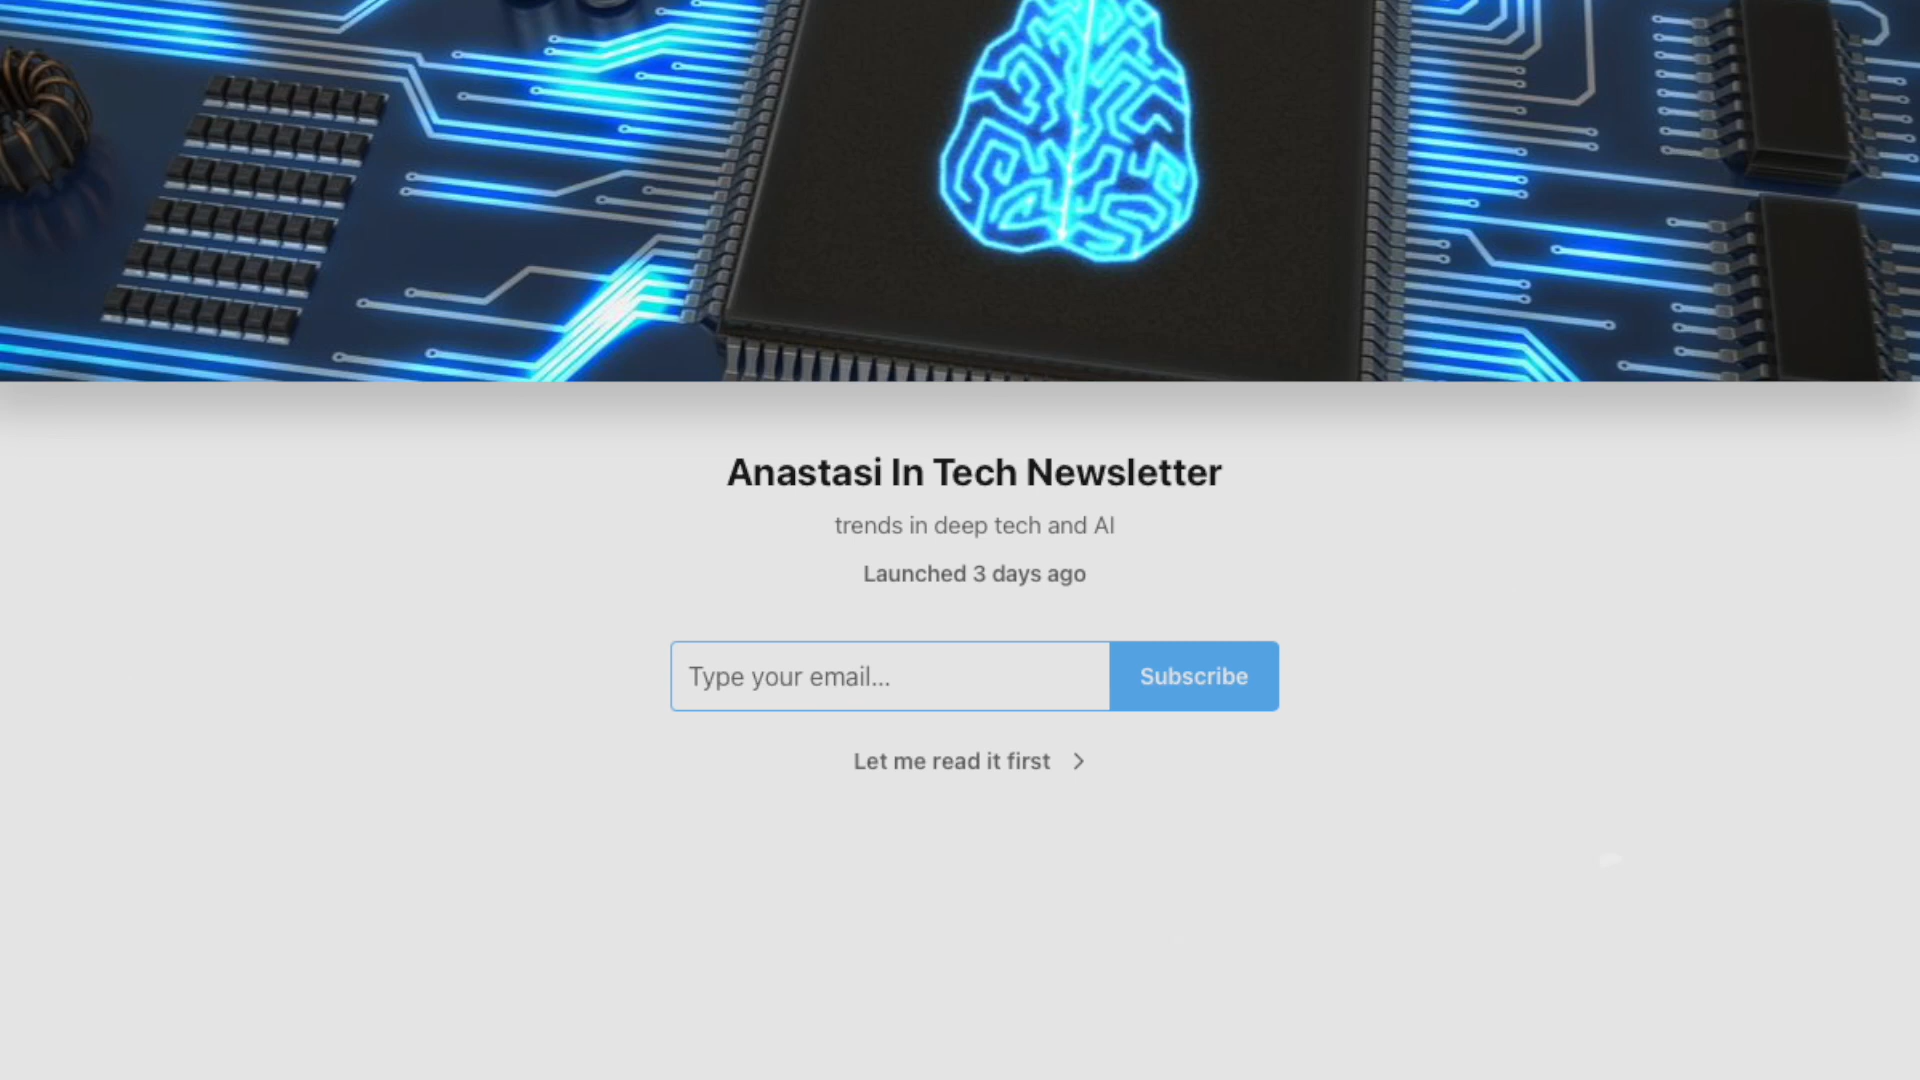 Anastasi In Tech Newsletter
trends in deep tech and AI
Launched 3 days ago
Type your email...
Subscribe
Let me read it first